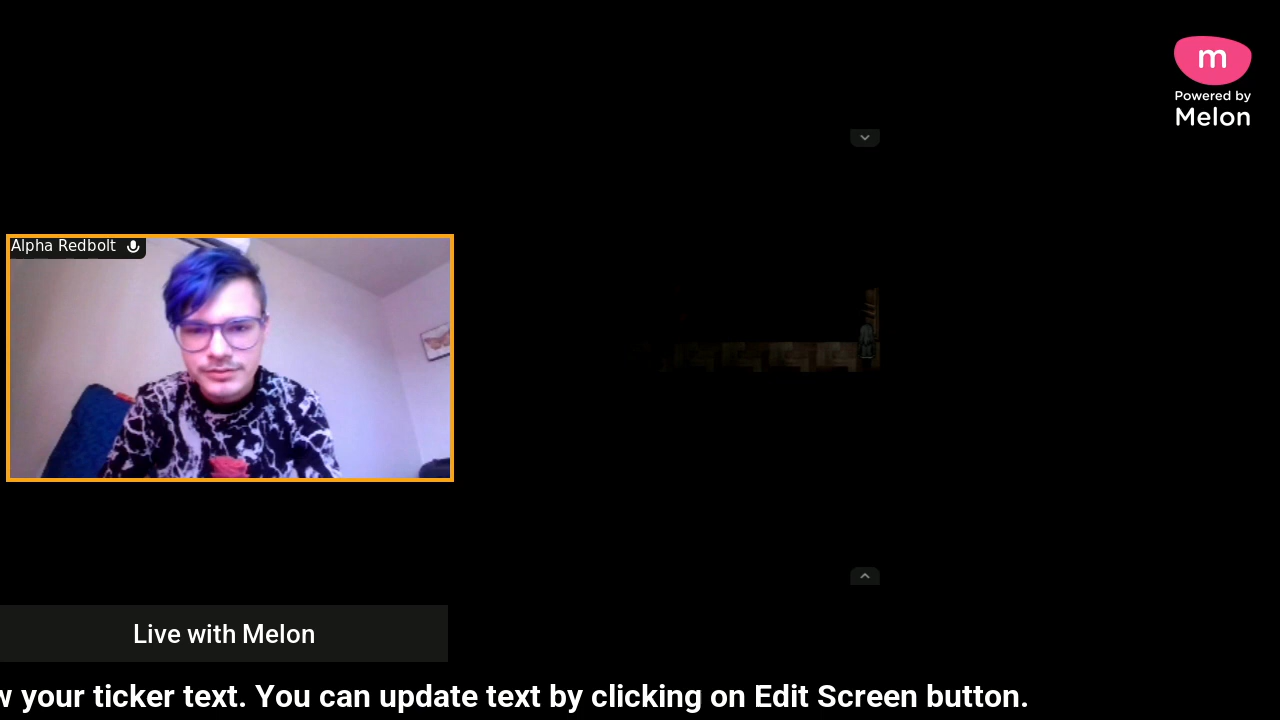 m
Powered by
Melon
Alpha Redbolt
Live with Melon
w your ticker text. You can update text by clicking on Edit Screen button.